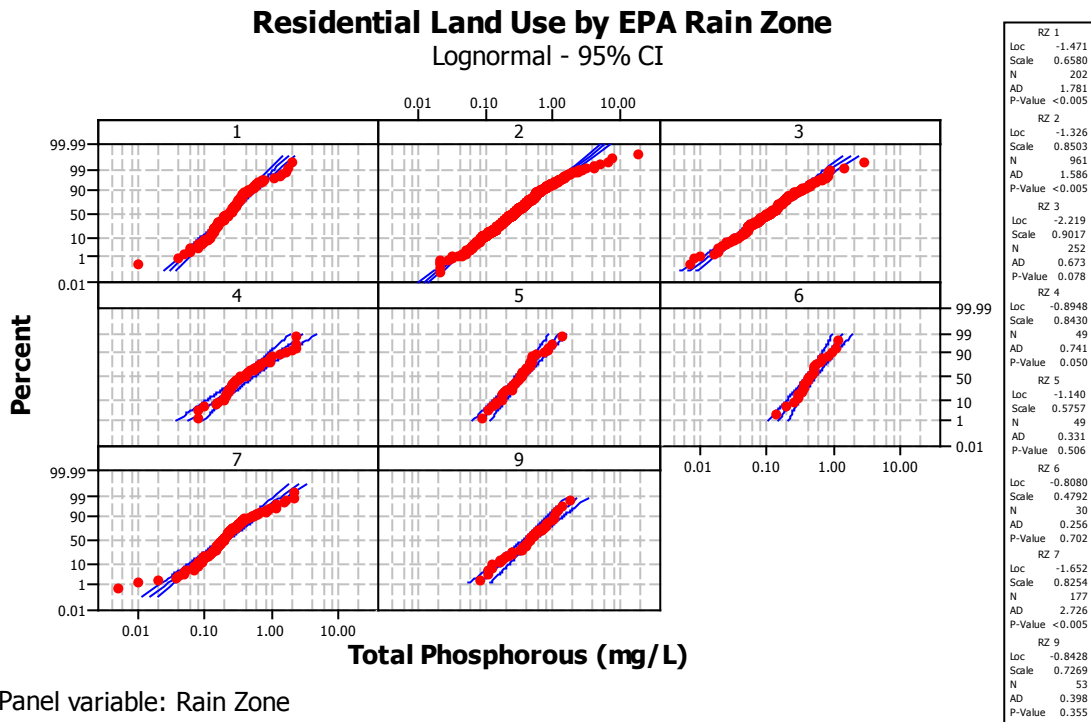 Residential Land Use by EPA Rain Zone
Lognormal - 95% CI
0.01 0.10 1.00 10.00
1 2 3
99.99
99
90
50
10
1
0.01
4 5 6
99.99
99
90
50
10
1
0.01
7 9
99.99
99
90
50
10
1
0.01
0.01 0.10 1.00 10.00
0.01 0.10 1.00 10.00
Percent
Total Phosphorous (mg/L)
Panel variable: Rain Zone
RZ 1
Loc -1.471
Scale 0.6580
N 202
AD 1.781
P-Value <0.005
RZ 2
Loc -1.326
Scale 0.8503
N 961
AD 1.586
P-Value <0.005
RZ 3
Loc -2.219
Scale 0.9017
N 252
AD 0.673
P-Value 0.078
RZ 4
Loc -0.8948
Scale 0.8430
N 49
AD 0.741
P-Value 0.050
RZ 5
Loc -1.140
Scale 0.5757
N 49
AD 0.331
P-Value 0.506
RZ 6
Loc -0.8080
Scale 0.4792
N 30
AD 0.256
P-Value 0.702
RZ 7
Loc -1.652
Scale 0.8254
N 177
AD 2.726
P-Value <0.005
RZ 9
Loc -0.8428
Scale 0.7269
N 53
AD 0.398
P-Value 0.355